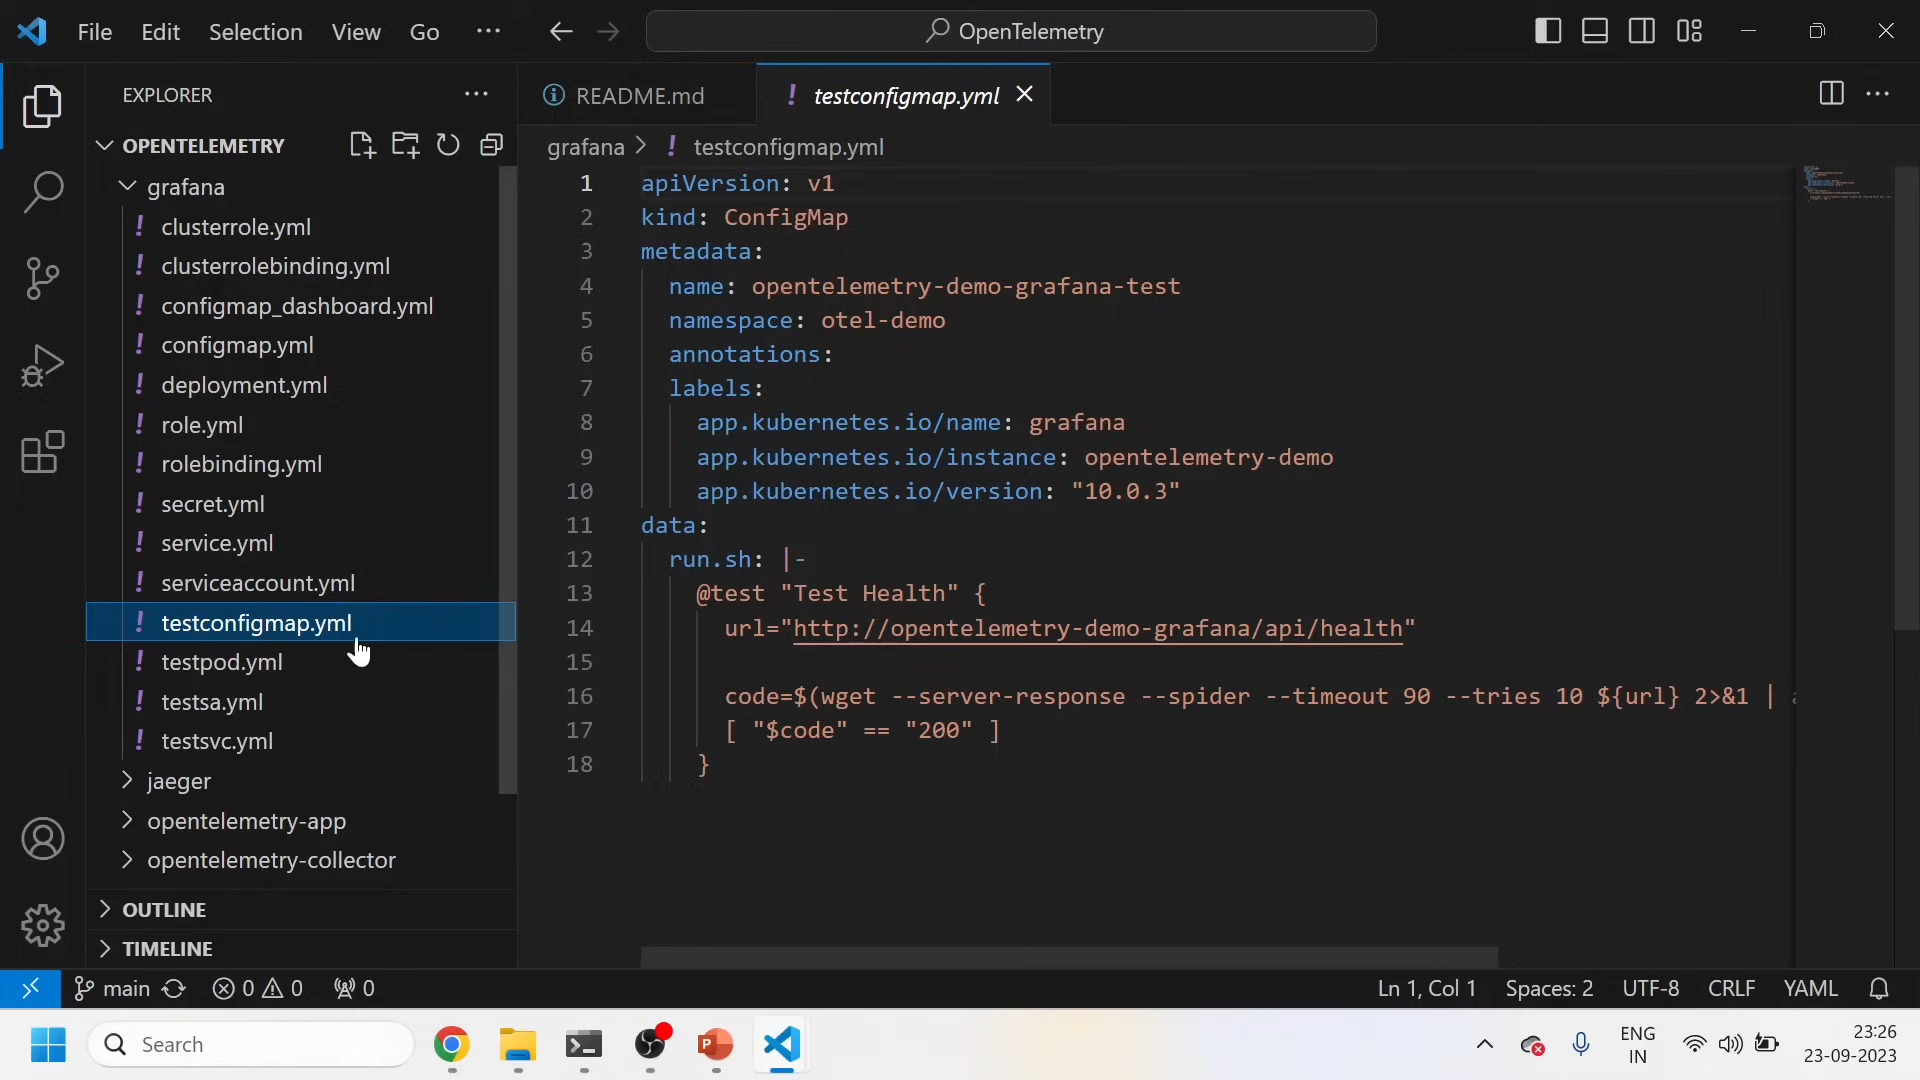 File Edit Selection View Go ··· OpenTelemetry
EXPLORER ···
README.md
testconfigmap.yml
OPENTELEMETRY
grafana
clusterrole.yml
clusterrolebinding.yml
configmap_dashboard.yml
configmap.yml
deployment.yml
role.yml
rolebinding.yml
secret.yml
service.yml
serviceaccount.yml
testconfigmap.yml
testpod.yml
testsa.yml
testsvc.yml
jaeger
opentelemetry-app
opentelemetry-collector
OUTLINE
TIMELINE
grafana > ! testconfigmap.yml
1 apiVersion: v1
2 kind: ConfigMap
3 metadata:
4 name: opentelemetry-demo-grafana-test
5 namespace: otel-demo
6 annotations:
7 labels:
8 app.kubernetes.io/name: grafana
9 app.kubernetes.io/instance: opentelemetry-demo
10 app.kubernetes.io/version: "10.0.3"
11 data:
12 run.sh: |-
13 @test "Test Health" {
14 url="http://opentelemetry-demo-grafana/api/health"
15
16 code=$(wget --server-response --spider --timeout 90 --tries 10 ${url} 2>&1 |
17 [ "$code" == "200" ]
18 }
main 0 0 0 Ln 1, Col 1 Spaces: 2 UTF-8 CRLF YAML
Search
ENG
IN
23:26
23-09-2023